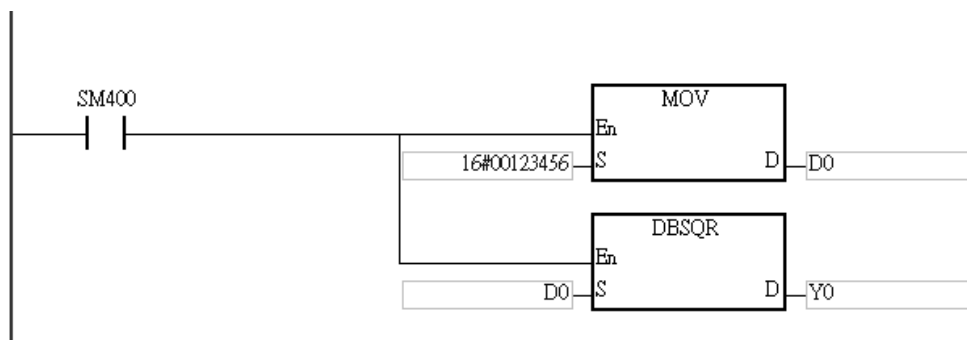 SM400
MOV
En
16#00123456 S D D0
DBSQR
En
D0 S D Y0